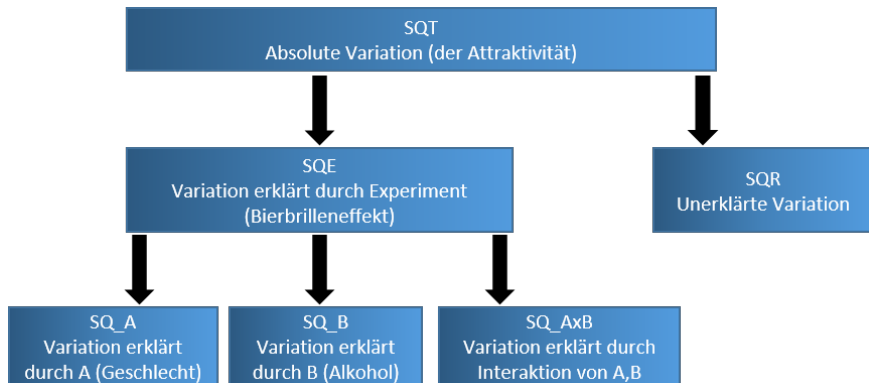 SQT
Absolute Variation (der Attraktivität)
SQE
Variation erklärt durch Experiment
(Bierbrilleneffekt)
SQR
Unerklärte Variation
SQ_A
Variation erklärt
durch A (Geschlecht)
SQ_B
Variation erklärt
durch B (Alkohol)
SQ_AxB
Variation erklärt durch
Interaktion von A,B